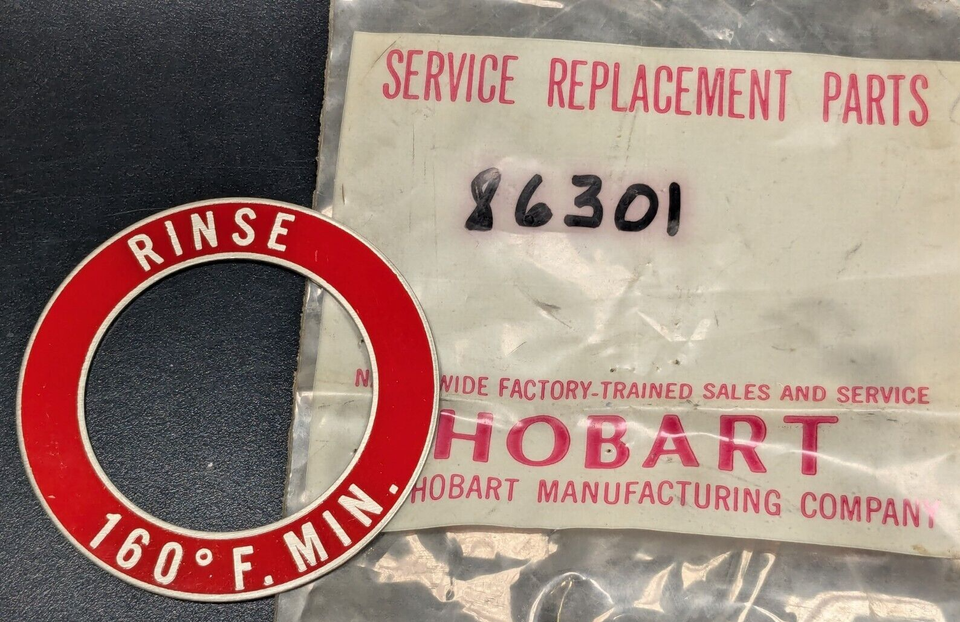 SERVICE REPLACEMENT PARTS
86301
RINSE
160° F. MIN.
WIDE FACTORY-TRAINED SALES AND SERVICE
HOBART
HOBART MANUFACTURING COMPANY